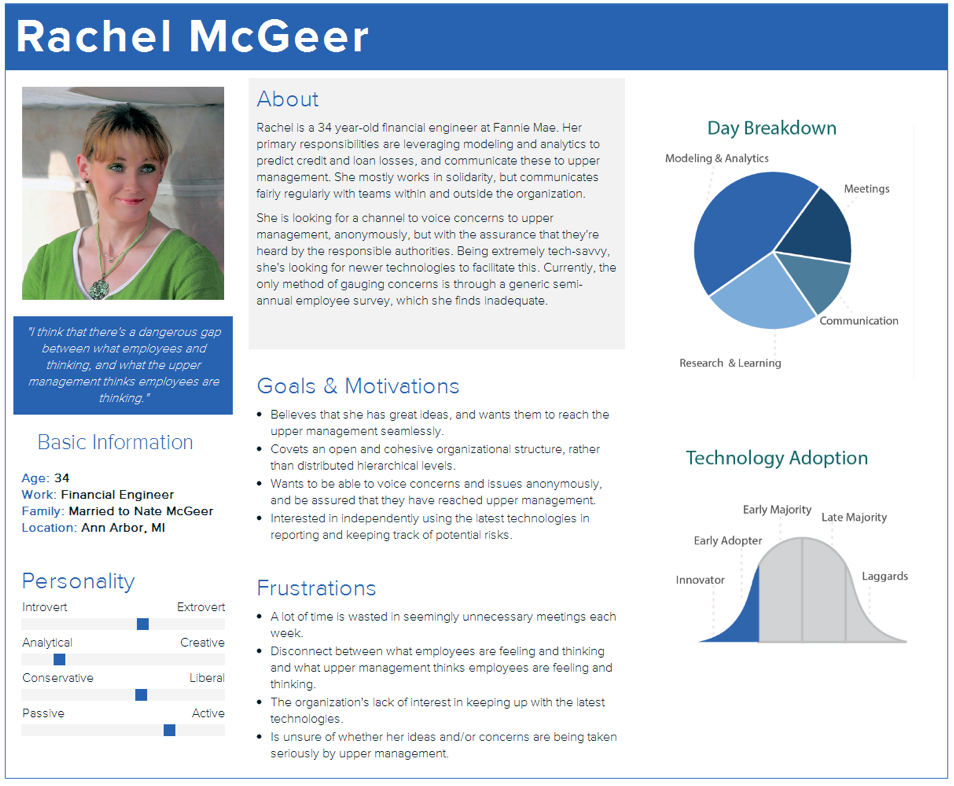 Rachel McGeer
"I think that there's a dangerous gap
between what employees and
thinking, and what the upper
management thinks employees are
thinking."
Basic Information
Age: 34
Work: Financial Engineer
Family: Married to Nate McGeer
Location: Ann Arbor, MI
Personality
Introvert Extrovert
Analytical Creative
Conservative Liberal
Passive Active
About
Rachel is a 34 year-old financial engineer at Fannie Mae. Her
primary responsibilities are leveraging modeling and analytics to
predict credit and loan losses, and communicate these to upper
management. She mostly works in solidarity, but communicates
fairly regularly with teams within and outside the organization.
She is looking for a channel to voice concerns to upper
management, anonymously, but with the assurance that they're
heard by the responsible authorities. Being extremely tech-savvy,
she's looking for newer technologies to facilitate this. Currently, the
only method of gauging concerns is through a generic semi-
annual employee survey, which she finds inadequate.
Goals & Motivations
• Believes that she has great ideas, and wants them to reach the
upper management seamlessly.
• Covets an open and cohesive organizational structure, rather
than distributed hierarchical levels.
• Wants to be able to voice concerns and issues anonymously,
and be assured that they have reached upper management.
• Interested in independently using the latest technologies in
reporting and keeping track of potential risks.
Frustrations
• A lot of time is wasted in seemingly unnecessary meetings each
week.
• Disconnect between what employees are feeling and thinking
and what upper management thinks employees are feeling and
thinking.
• The organization's lack of interest in keeping up with the latest
technologies.
• Is unsure of whether her ideas and/or concerns are being taken
seriously by upper management.
Day Breakdown
Modeling & Analytics
Meetings
Communication
Research & Learning
Technology Adoption
Early Majority
Late Majority
Early Adopter
Innovator
Laggards